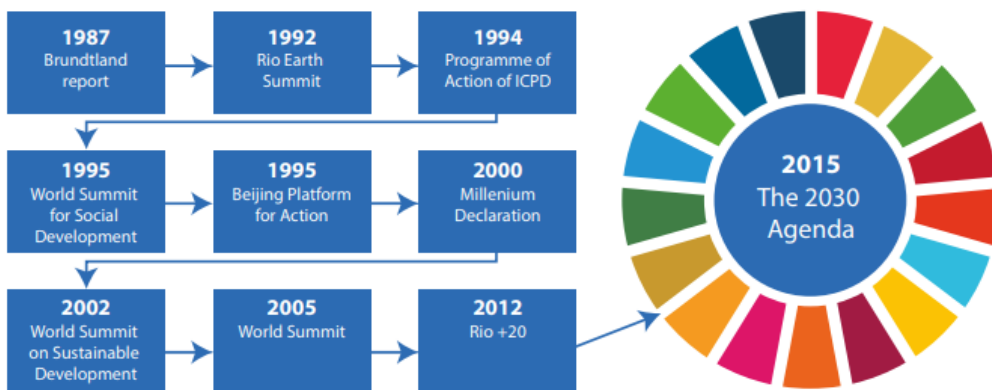 1987
Brundtland
report
1992
Rio Earth
Summit
1994
Programme of
Action of ICPD
1995
World Summit
for Social
Development
1995
Beijing Platform
for Action
2000
Millenium
Declaration
2002
World Summit
on Sustainable
Development
2005
World Summit
2012
Rio +20
2015
The 2030
Agenda